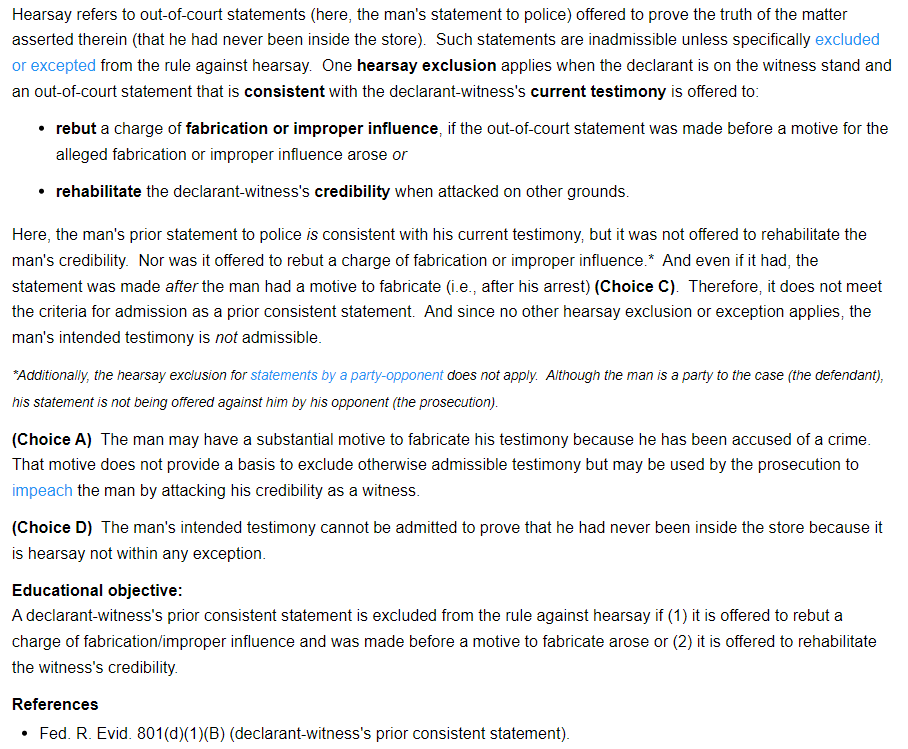 Hearsay refers to out-of-court statements (here, the man's statement to police) offered to prove the truth of the matter
asserted therein (that he had never been inside the store).  Such statements are inadmissible unless specifically excluded
or excepted from the rule against hearsay.  One hearsay exclusion applies when the declarant is on the witness stand and
an out-of-court statement that is consistent with the declarant-witness's current testimony is offered to:
• rebut a charge of fabrication or improper influence, if the out-of-court statement was made before a motive for the
alleged fabrication or improper influence arose or
• rehabilitate the declarant-witness's credibility when attacked on other grounds.
Here, the man's prior statement to police is consistent with his current testimony, but it was not offered to rehabilitate the
man's credibility.  Nor was it offered to rebut a charge of fabrication or improper influence.*  And even if it had, the
statement was made after the man had a motive to fabricate (i.e., after his arrest) (Choice C).  Therefore, it does not meet
the criteria for admission as a prior consistent statement.  And since no other hearsay exclusion or exception applies, the
man's intended testimony is not admissible.
*Additionally, the hearsay exclusion for statements by a party-opponent does not apply.  Although the man is a party to the case (the defendant),
his statement is not being offered against him by his opponent (the prosecution).
(Choice A)  The man may have a substantial motive to fabricate his testimony because he has been accused of a crime.
That motive does not provide a basis to exclude otherwise admissible testimony but may be used by the prosecution to
impeach the man by attacking his credibility as a witness.
(Choice D)  The man's intended testimony cannot be admitted to prove that he had never been inside the store because it
is hearsay not within any exception.
Educational objective:
A declarant-witness's prior consistent statement is excluded from the rule against hearsay if (1) it is offered to rebut a
charge of fabrication/improper influence and was made before a motive to fabricate arose or (2) it is offered to rehabilitate
the witness's credibility.
References
• Fed. R. Evid. 801(d)(1)(B) (declarant-witness's prior consistent statement).